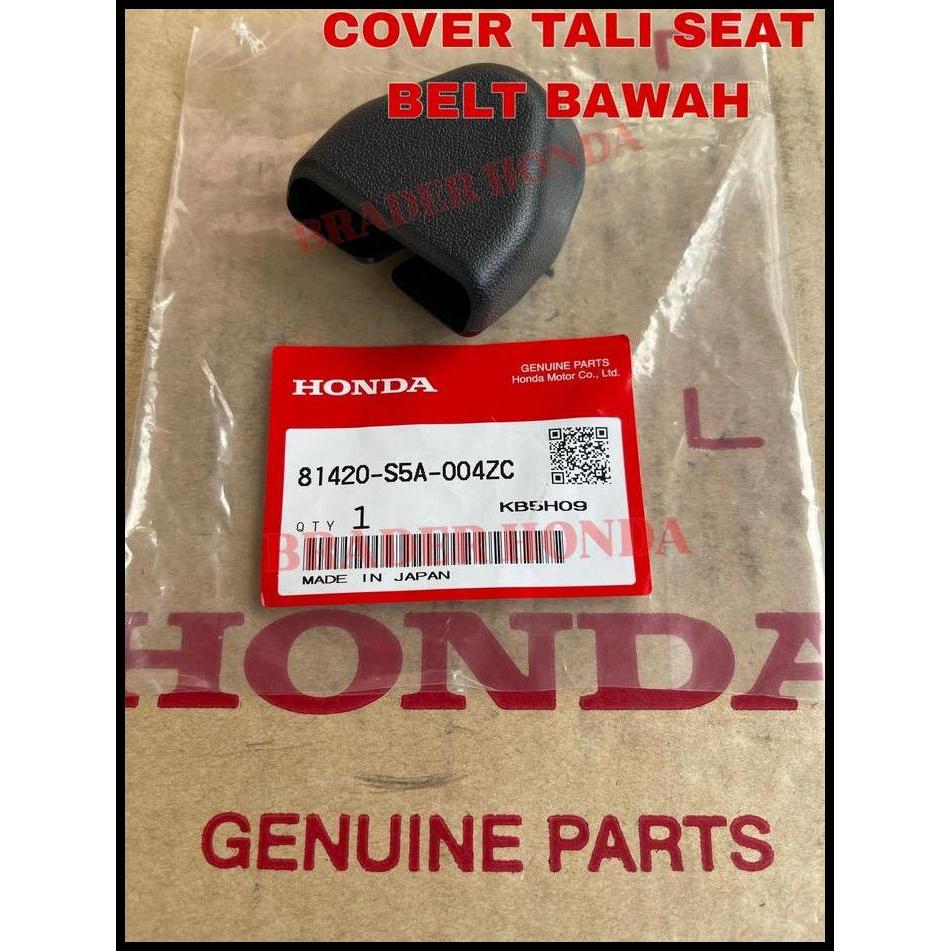 COVER TALI SEAT
BELT BAWAH
BRADER HONDA
HONDA
GENUINE PARTS
Honda Motor Co., Ltd.
81420-S5A-004ZC
KB5H09
QTY 1
BRADER HONDA
MADE IN JAPAN
L
HONDA
GENUINE PARTS